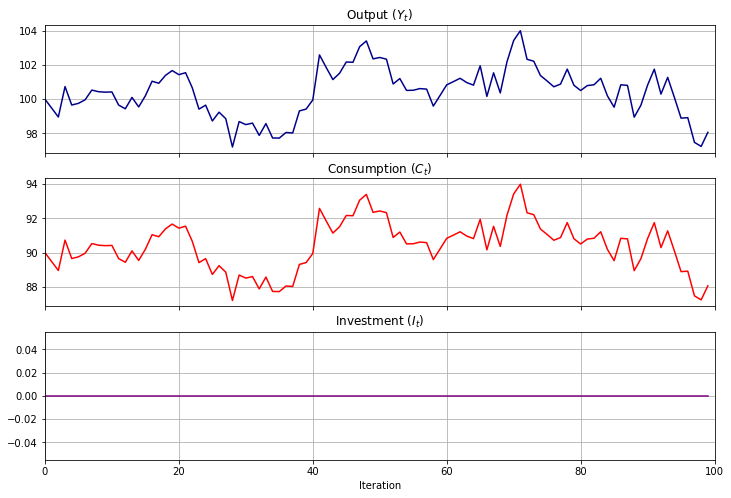 Output (Y_t)
104
102
100
98
Consumption (C_t)
94
92
90
88
Investment (I_t)
0.04
0.02
0.00
−0.02
−0.04
0 20 40 60 80 100
Iteration